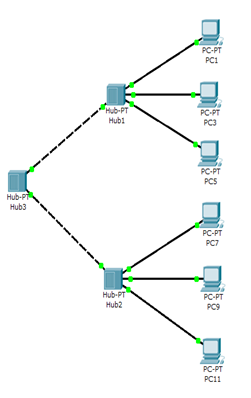 PC-PT
PC1
Hub-PT
Hub1
PC-PT
PC3
PC-PT
PC5
Hub-PT
Hub3
PC-PT
PC7
Hub-PT
Hub2
PC-PT
PC9
PC-PT
PC11